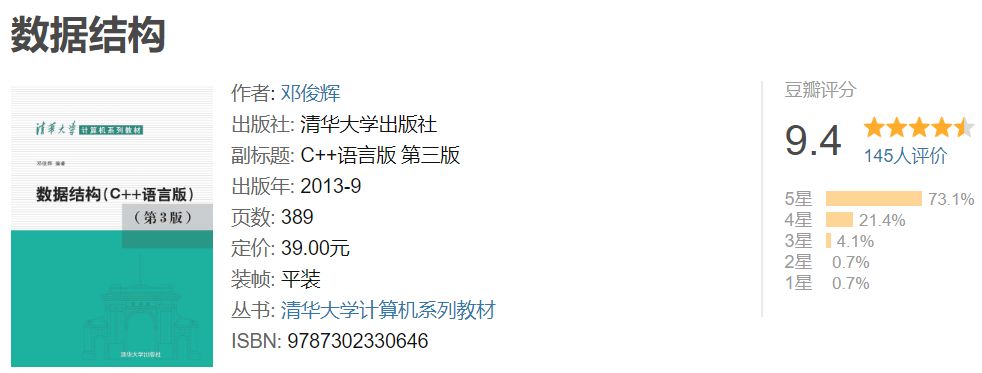 数据结构
清华大学 计算机系列教材
邓俊辉 编著
数据结构(C++语言版)
(第3版)
清华大学出版社
作者: 邓俊辉
出版社: 清华大学出版社
副标题: C++语言版 第三版
出版年: 2013-9
页数: 389
定价: 39.00元
装帧: 平装
丛书: 清华大学计算机系列教材
ISBN: 9787302330646
豆瓣评分
9.4
145人评价
5星 73.1%
4星 21.4%
3星 4.1%
2星 0.7%
1星 0.7%